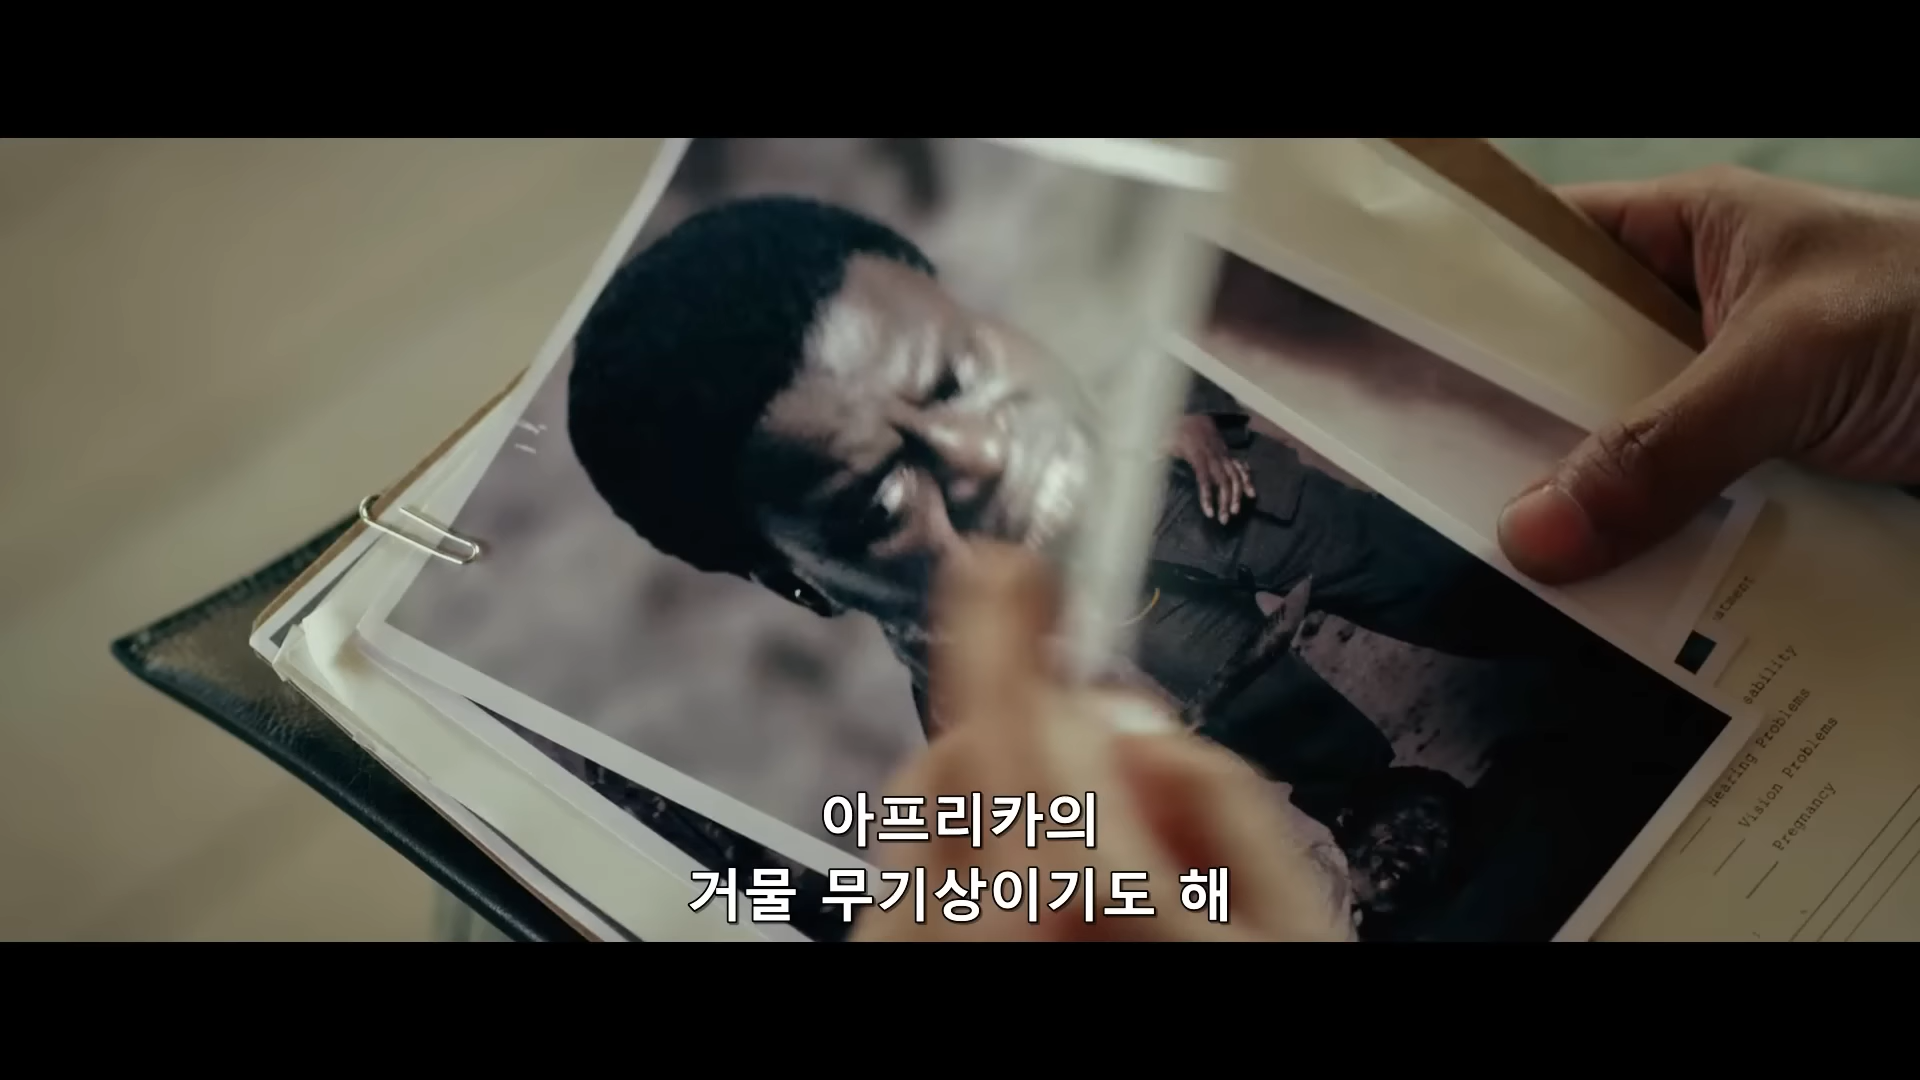 아프리카의
거물 무기상이기도 해
sability
Hearing Problems
Vision Problems
Pregnancy